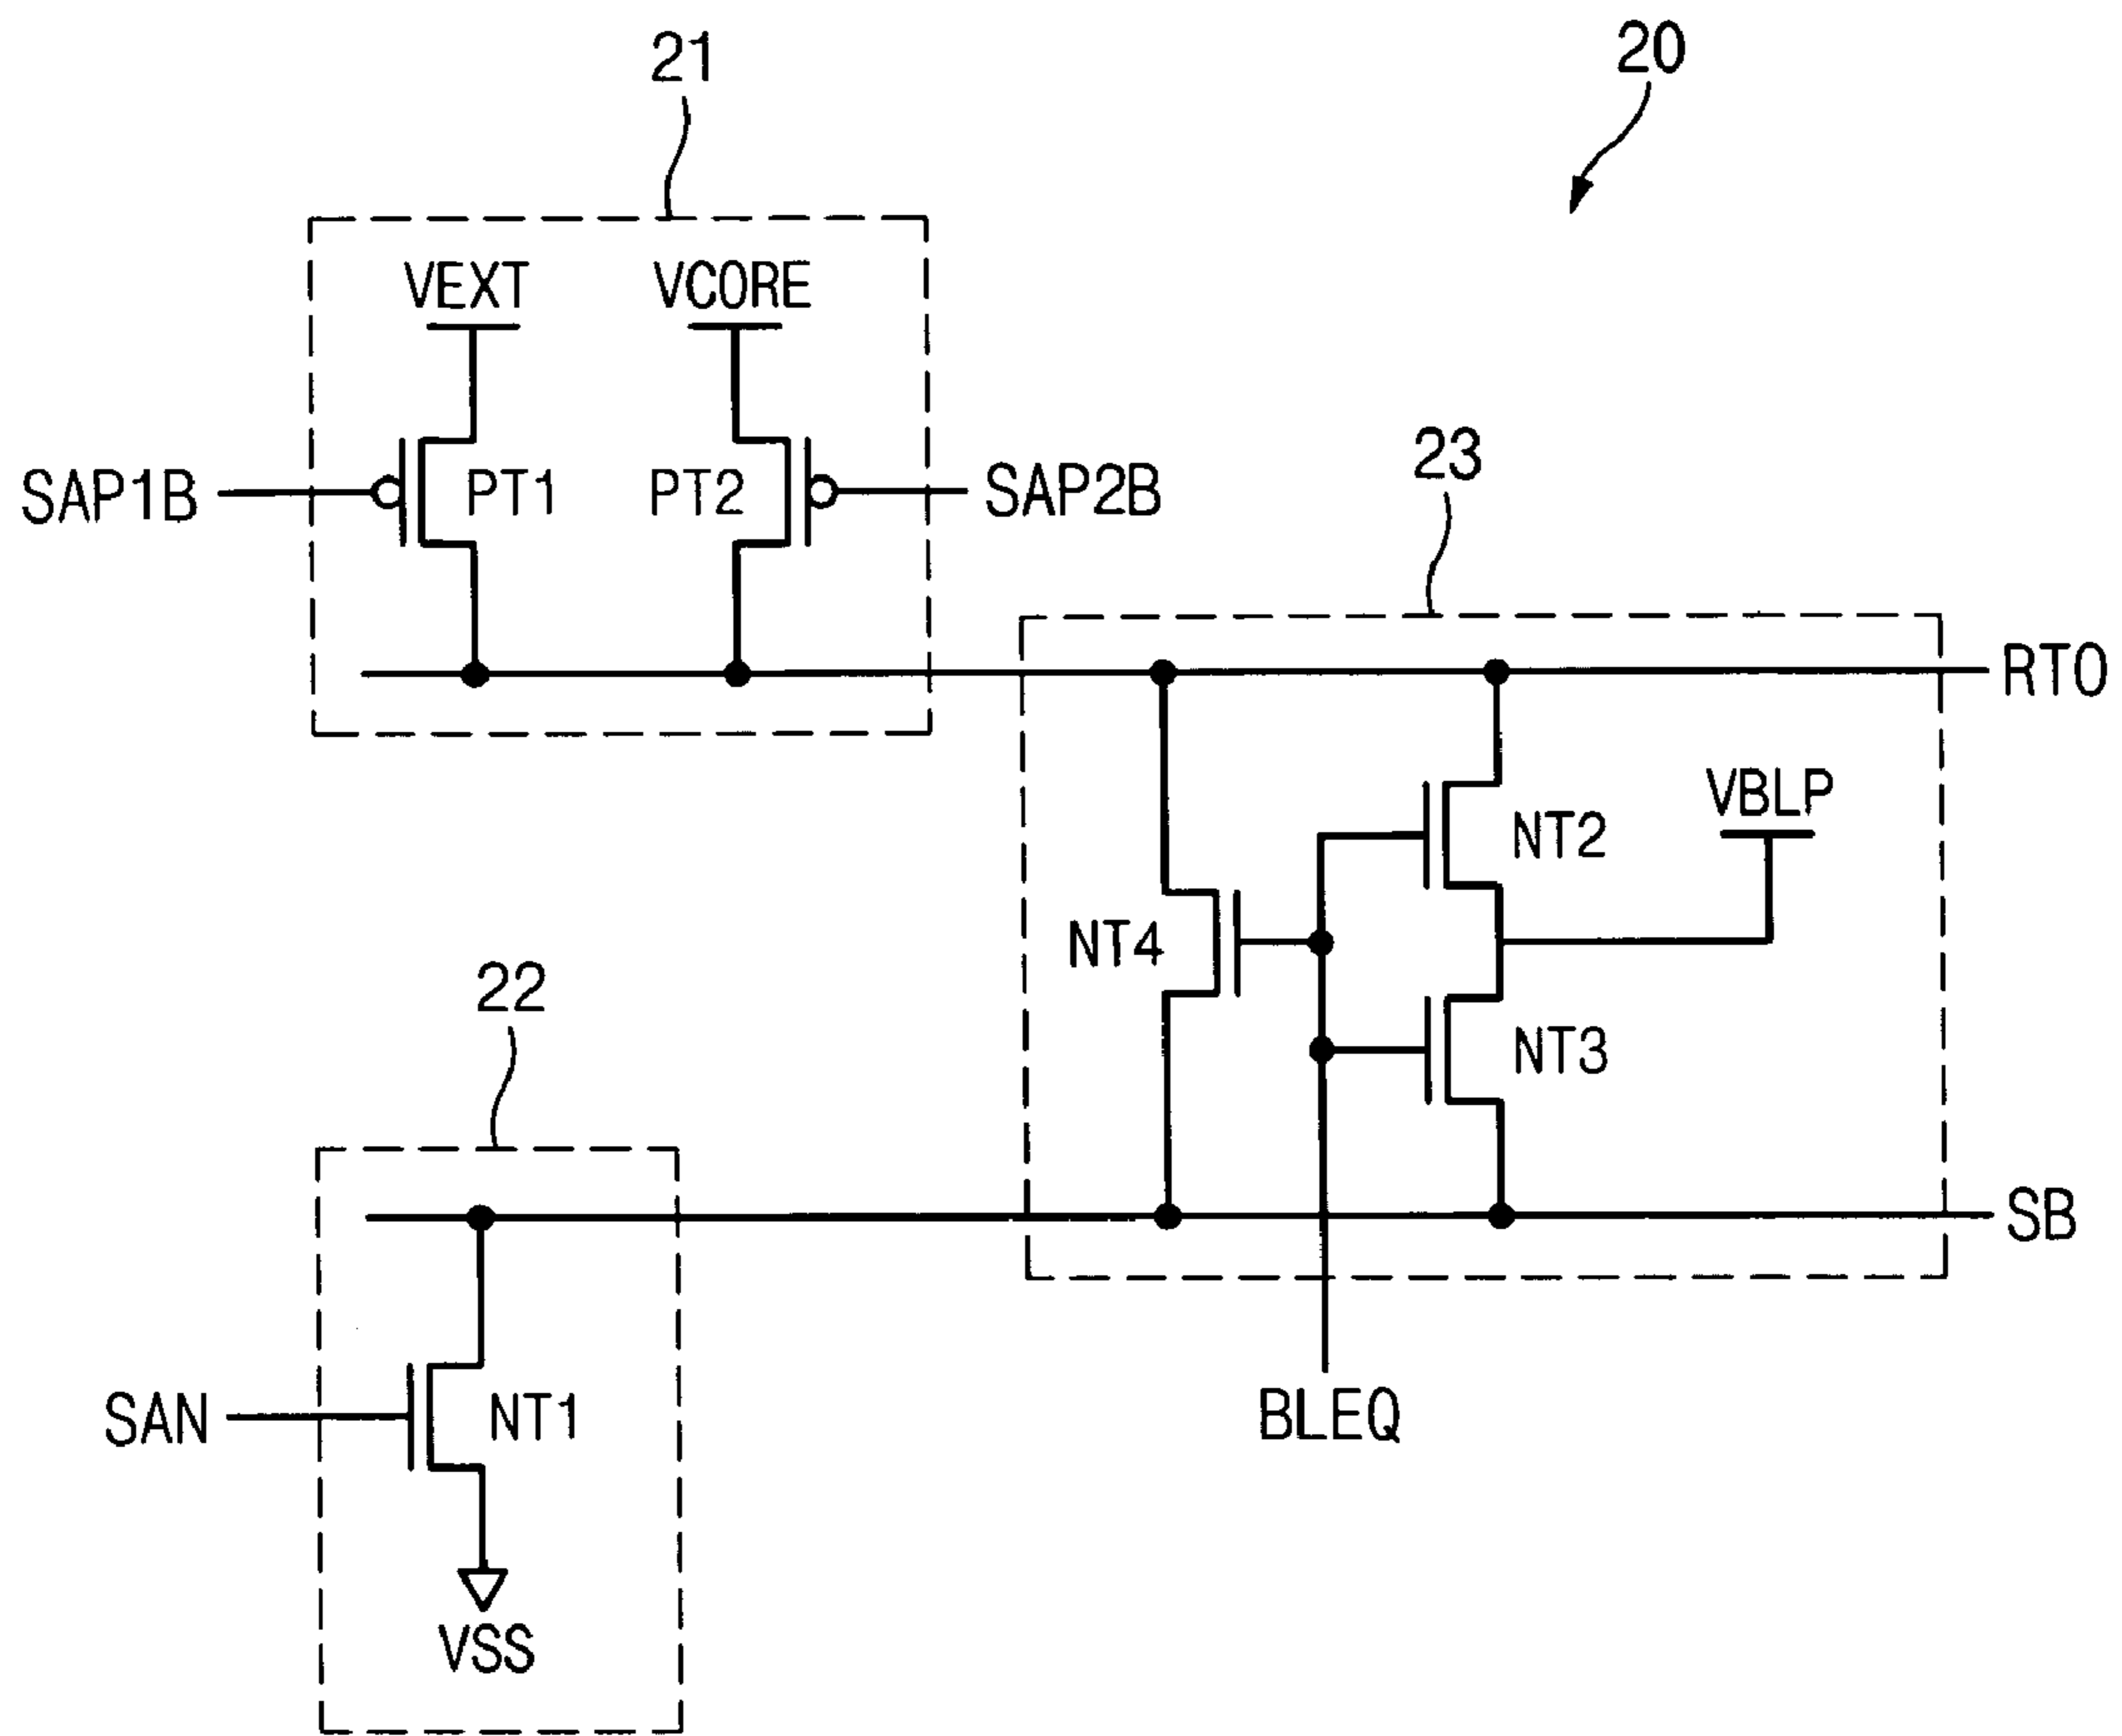 21
20
VEXT
VCORE
SAP1B
PT1
PT2
SAP2B
23
RTO
VBLP
NT2
NT4
NT3
22
SB
SAN
NT1
BLEQ
VSS